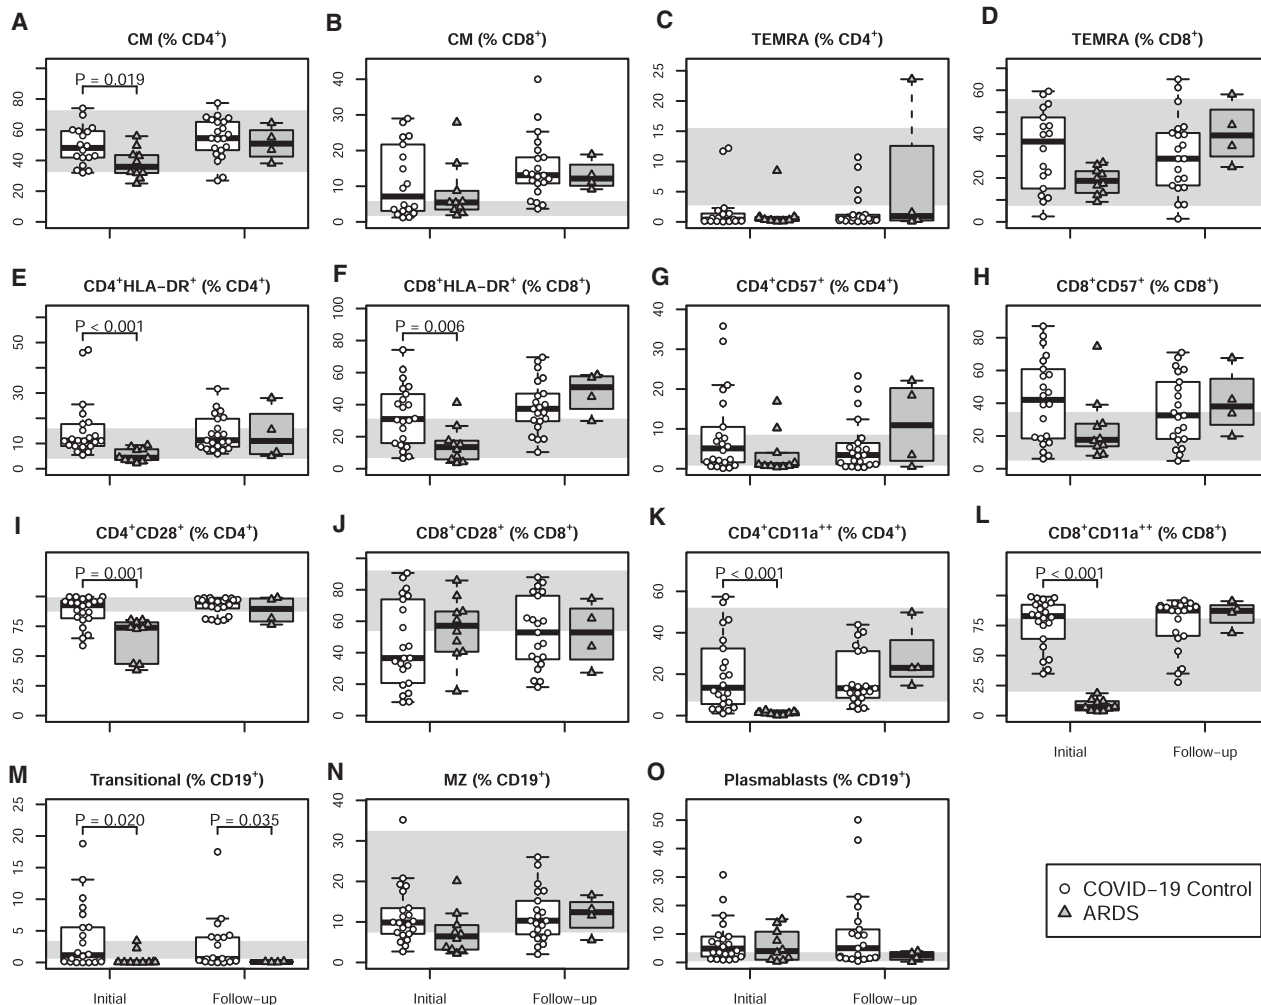 A
CM (% CD4⁺)
P = 0.019
0 20 40 60 80
B
CM (% CD8⁺)
0 10 20 30 40
C
TEMRA (% CD4⁺)
0 5 10 15 20 25
D
TEMRA (% CD8⁺)
0 20 40 60
E
CD4⁺HLA−DR⁺ (% CD4⁺)
P < 0.001
0 10 30 50
F
CD8⁺HLA−DR⁺ (% CD8⁺)
P = 0.006
0 20 40 60 80 100
G
CD4⁺CD57⁺ (% CD4⁺)
0 10 20 30 40
H
CD8⁺CD57⁺ (% CD8⁺)
0 20 40 60 80
I
CD4⁺CD28⁺ (% CD4⁺)
P = 0.001
0 25 50 75
J
CD8⁺CD28⁺ (% CD8⁺)
0 20 40 60 80
K
CD4⁺CD11a⁺⁺ (% CD4⁺)
P < 0.001
0 20 40 60
L
CD8⁺CD11a⁺⁺ (% CD8⁺)
P < 0.001
0 25 50 75
Initial Follow−up
M
Transitional (% CD19⁺)
P = 0.020 P = 0.035
0 5 10 15 20 25
Initial Follow-up
N
MZ (% CD19⁺)
0 10 20 30 40
Initial Follow−up
O
Plasmablasts (% CD19⁺)
0 10 20 30 40 50
Initial Follow−up
COVID−19 Control
ARDS